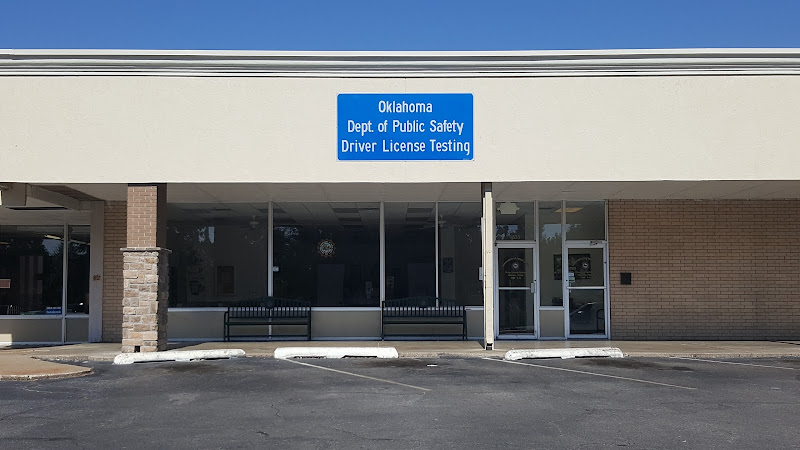 Oklahoma
Dept. of Public Safety
Driver License Testing